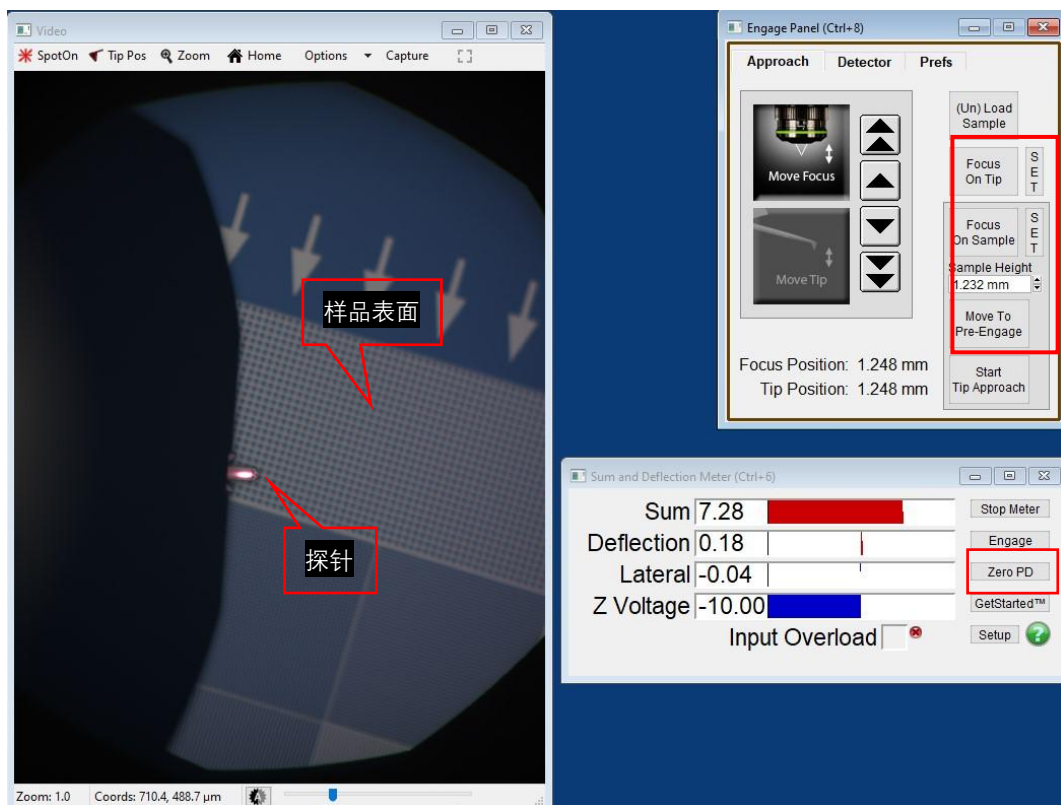 Video
SpotOn Tip Pos Zoom Home Options Capture
样品表面
探针
Zoom: 1.0 Coords: 710.4, 488.7 µm
Engage Panel (Ctrl+8)
Approach Detector Prefs
(Un) Load
Sample
Move Focus
Focus
On Tip
SET
Move Tip
Focus
On Sample
SET
Sample Height
1.232 mm
Move To
Pre-Engage
Focus Position: 1.248 mm
Tip Position: 1.248 mm
Start
Tip Approach
Sum and Deflection Meter (Ctrl+6)
Sum 7.28 Stop Meter
Deflection 0.18 Engage
Lateral -0.04 Zero PD
Z Voltage -10.00 GetStarted™
Input Overload Setup ?